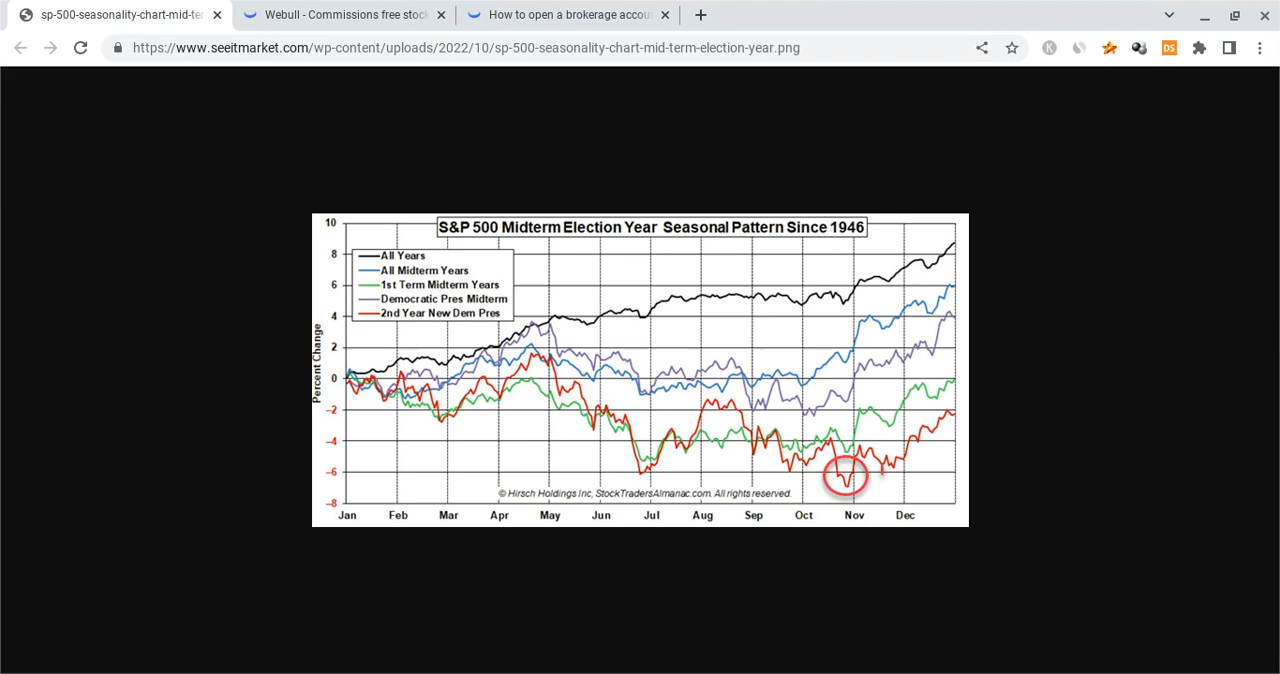 sp-500-seasonality-chart-mid-ter
Webull - Commissions free stock
How to open a brokerage accou
https://www.seeitmarket.com/wp-content/uploads/2022/10/sp-500-seasonality-chart-mid-term-election-year.png
K
DS
S&P 500 Midterm Election Year Seasonal Pattern Since 1946
All Years
All Midterm Years
1st Term Midterm Years
Democratic Pres Midterm
2nd Year New Dem Pres
Percent Change
10
8
6
4
2
0
-2
-4
-6
-8
© Hirsch Holdings Inc, StockTradersAlmanac.com. All rights reserved.
Jan Feb Mar Apr May Jun Jul Aug Sep Oct Nov Dec